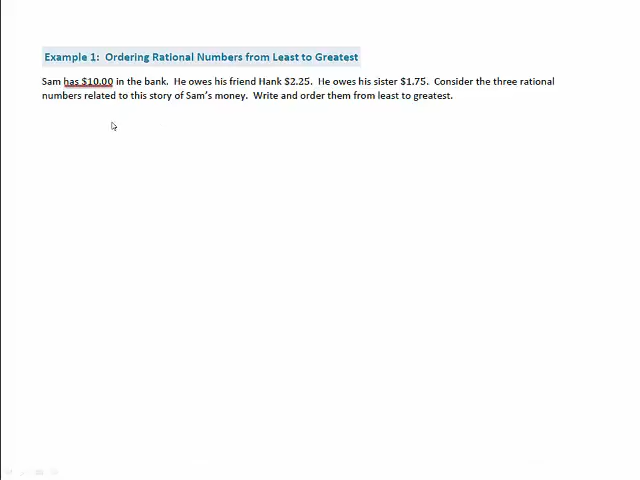 Example 1:  Ordering Rational Numbers from Least to Greatest
Sam has $10.00 in the bank.  He owes his friend Hank $2.25.  He owes his sister $1.75.  Consider the three rational
numbers related to this story of Sam's money.  Write and order them from least to greatest.